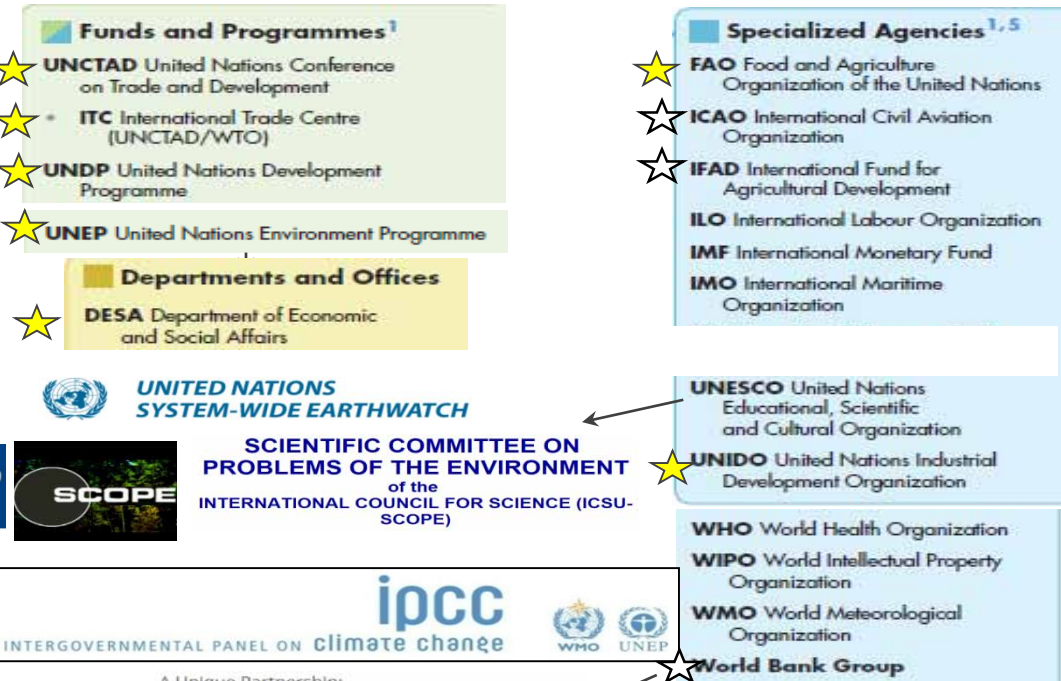 Funds and Programmes¹
UNCTAD United Nations Conference
on Trade and Development
• ITC International Trade Centre
(UNCTAD/WTO)
UNDP United Nations Development
Programme
UNEP United Nations Environment Programme
Departments and Offices
DESA Department of Economic
and Social Affairs
UNITED NATIONS
SYSTEM-WIDE EARTHWATCH
SCOPE
SCIENTIFIC COMMITTEE ON
PROBLEMS OF THE ENVIRONMENT
of the
INTERNATIONAL COUNCIL FOR SCIENCE (ICSU-
SCOPE)
ipcc
INTERGOVERNMENTAL PANEL ON climate change
WMO UNEP
A Unique Partnership:
Specialized Agencies¹,⁵
FAO Food and Agriculture
Organization of the United Nations
ICAO International Civil Aviation
Organization
IFAD International Fund for
Agricultural Development
ILO International Labour Organization
IMF International Monetary Fund
IMO International Maritime
Organization
UNESCO United Nations
Educational, Scientific
and Cultural Organization
UNIDO United Nations Industrial
Development Organization
WHO World Health Organization
WIPO World Intellectual Property
Organization
WMO World Meteorological
Organization
World Bank Group